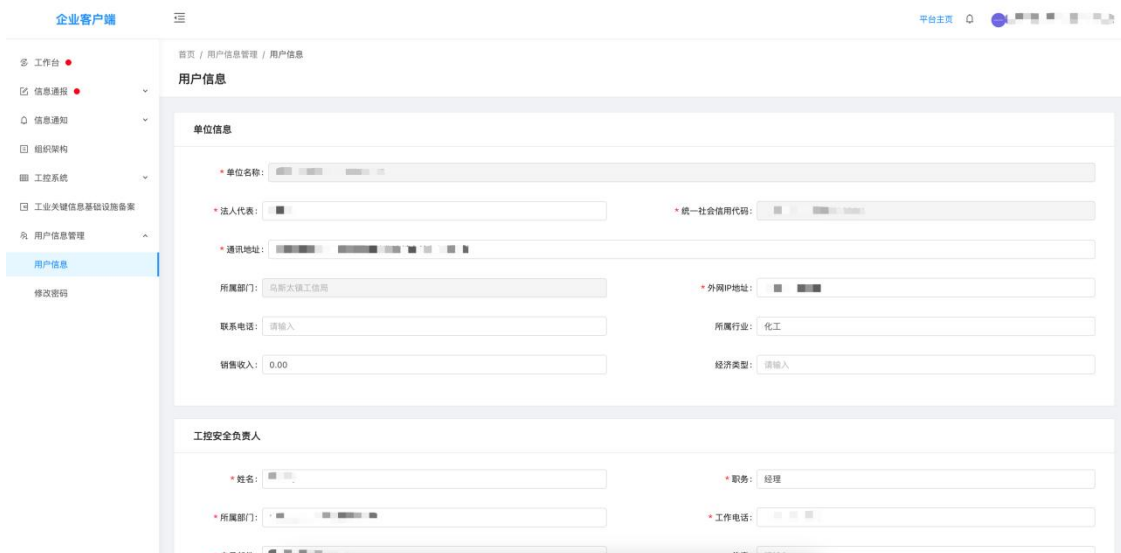 企业客户端
平台主页
工作台
信息通报
信息通知
组织架构
工控系统
工业关键信息基础设施备案
用户信息管理
用户信息
修改密码
首页 / 用户信息管理 / 用户信息
用户信息
单位信息
* 单位名称:
* 法人代表:
* 统一社会信用代码:
* 通讯地址:
所属部门: 乌斯太镇工信局
* 外网IP地址:
联系电话: 请输入
所属行业: 化工
销售收入: 0.00
经济类型: 请输入
工控安全负责人
* 姓名:
* 职务: 经理
* 所属部门:
* 工作电话: